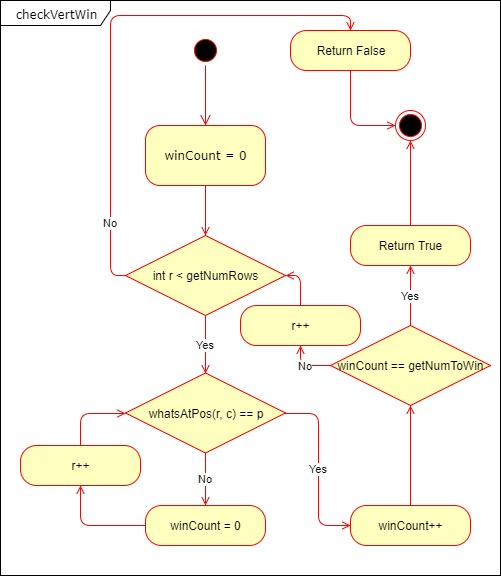 checkVertWin
Return False
winCount = 0
No
Return True
int r < getNumRows
Yes
r++
Yes
No
winCount == getNumToWin
whatsAtPos(r, c) == p
r++
Yes
No
winCount = 0
winCount++